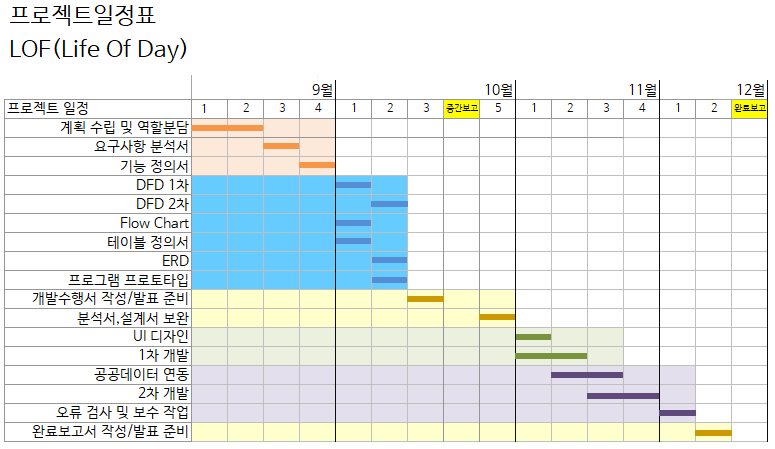 프로젝트일정표
LOF(Life Of Day)
9월 10월 11월 12월
프로젝트 일정 1 2 3 4 1 2 3 중간보고 5 1 2 3 4 1 2 완료보고
계획 수립 및 역할분담
요구사항 분석서
기능 정의서
DFD 1차
DFD 2차
Flow Chart
테이블 정의서
ERD
프로그램 프로토타입
개발수행서 작성/발표 준비
분석서,설계서 보완
UI 디자인
1차 개발
공공데이터 연동
2차 개발
오류 검사 및 보수 작업
완료보고서 작성/발표 준비